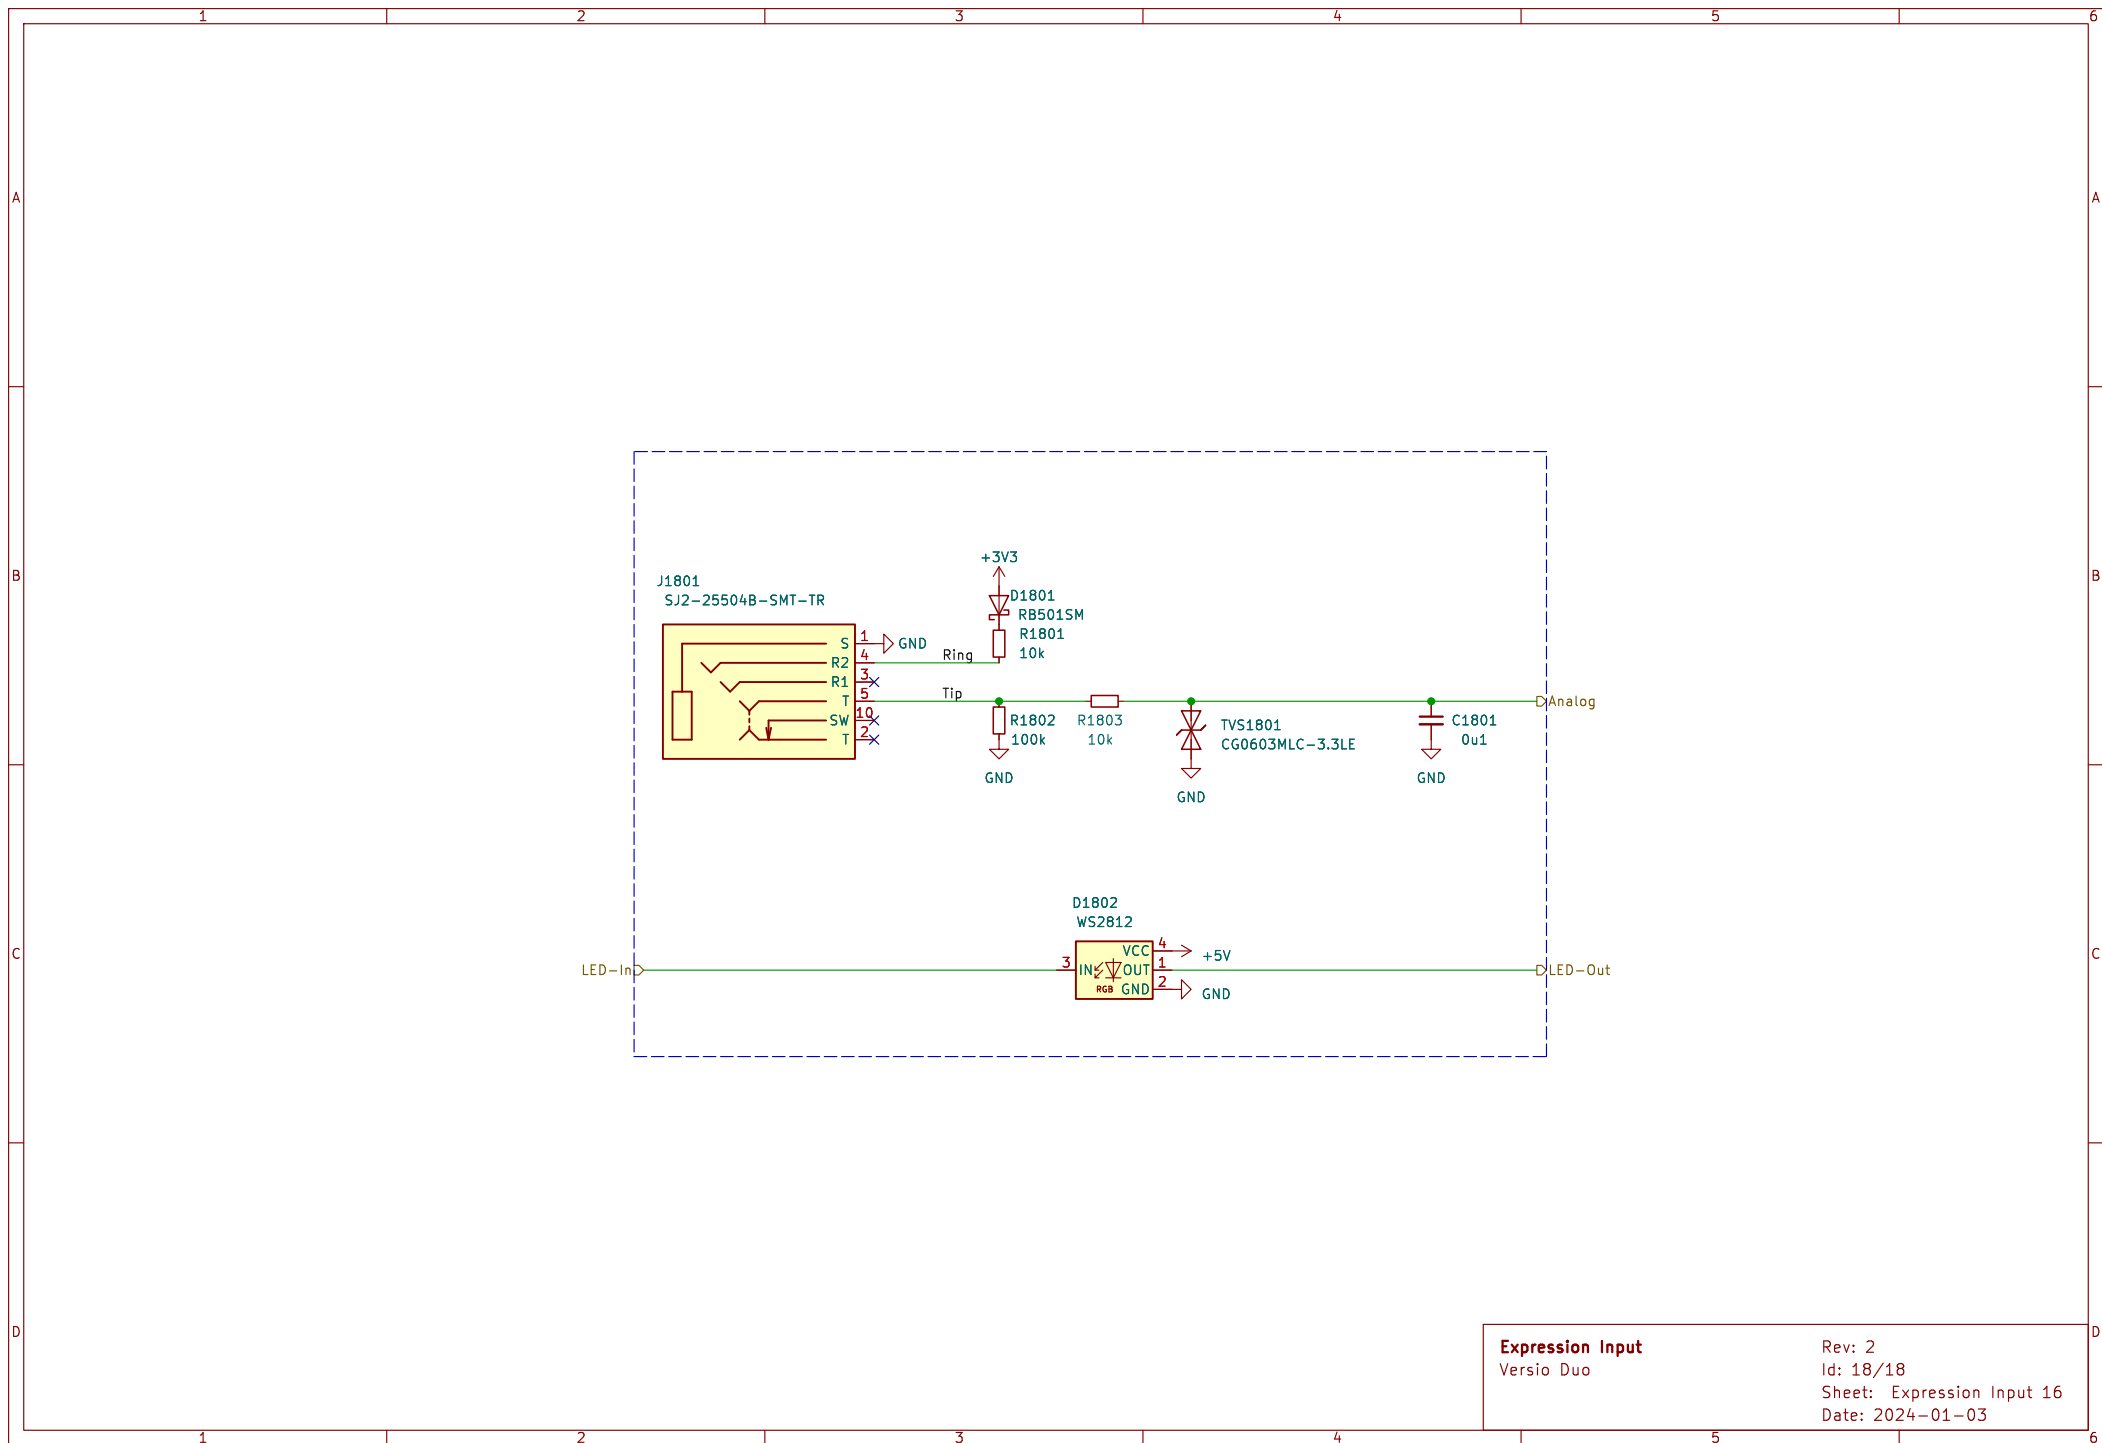 1 2 3 4 5 6
A A
B B
C C
D D
J1801
SJ2-25504B-SMT-TR
S 1 GND
R2 4 Ring
R1 3
T 5 Tip
SW 10
T 2
+3V3
D1801
RB501SM
R1801
10k
R1802
100k
GND
R1803
10k
TVS1801
CG0603MLC-3.3LE
GND
C1801
0u1
GND
Analog
D1802
WS2812
LED-In
3 IN
RGB
VCC 4 +5V
OUT 1
GND 2 GND
LED-Out
Expression Input
Versio Duo
Rev: 2
Id: 18/18
Sheet: Expression Input 16
Date: 2024-01-03
1 2 3 4 5 6